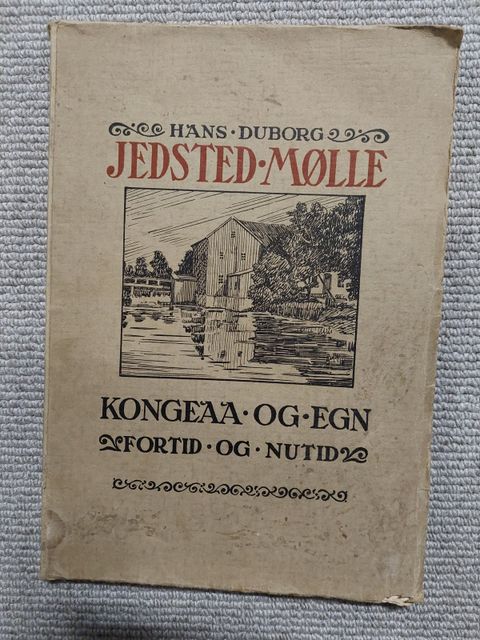 HANS · DUBORG
JEDSTED · MØLLE
KONGEAA · OG · EGN
FORTID · OG · NUTID